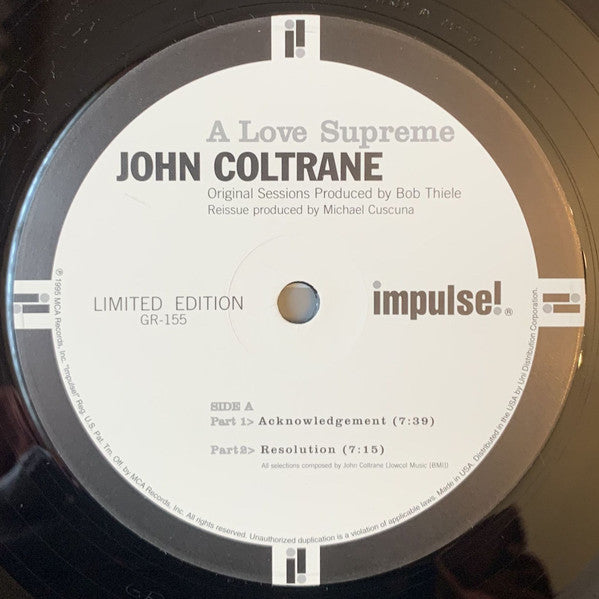 A Love Supreme
JOHN COLTRANE
Original Sessions Produced by Bob Thiele
Reissue produced by Michael Cuscuna
LIMITED EDITION
GR-155
impulse!®
SIDE A
Part 1> Acknowledgement (7:39)
Part 2> Resolution (7:15)
All selections composed by John Coltrane (Jowcol Music [BMI])
℗ 1995 MCA Records, Inc. "Impulse!" Reg. U.S. Pat. Tm. Off. by MCA Records, Inc. All rights reserved. Unauthorized duplication is a violation of applicable laws. Made in USA. Distributed in the USA by Uni Distribution Corporation.